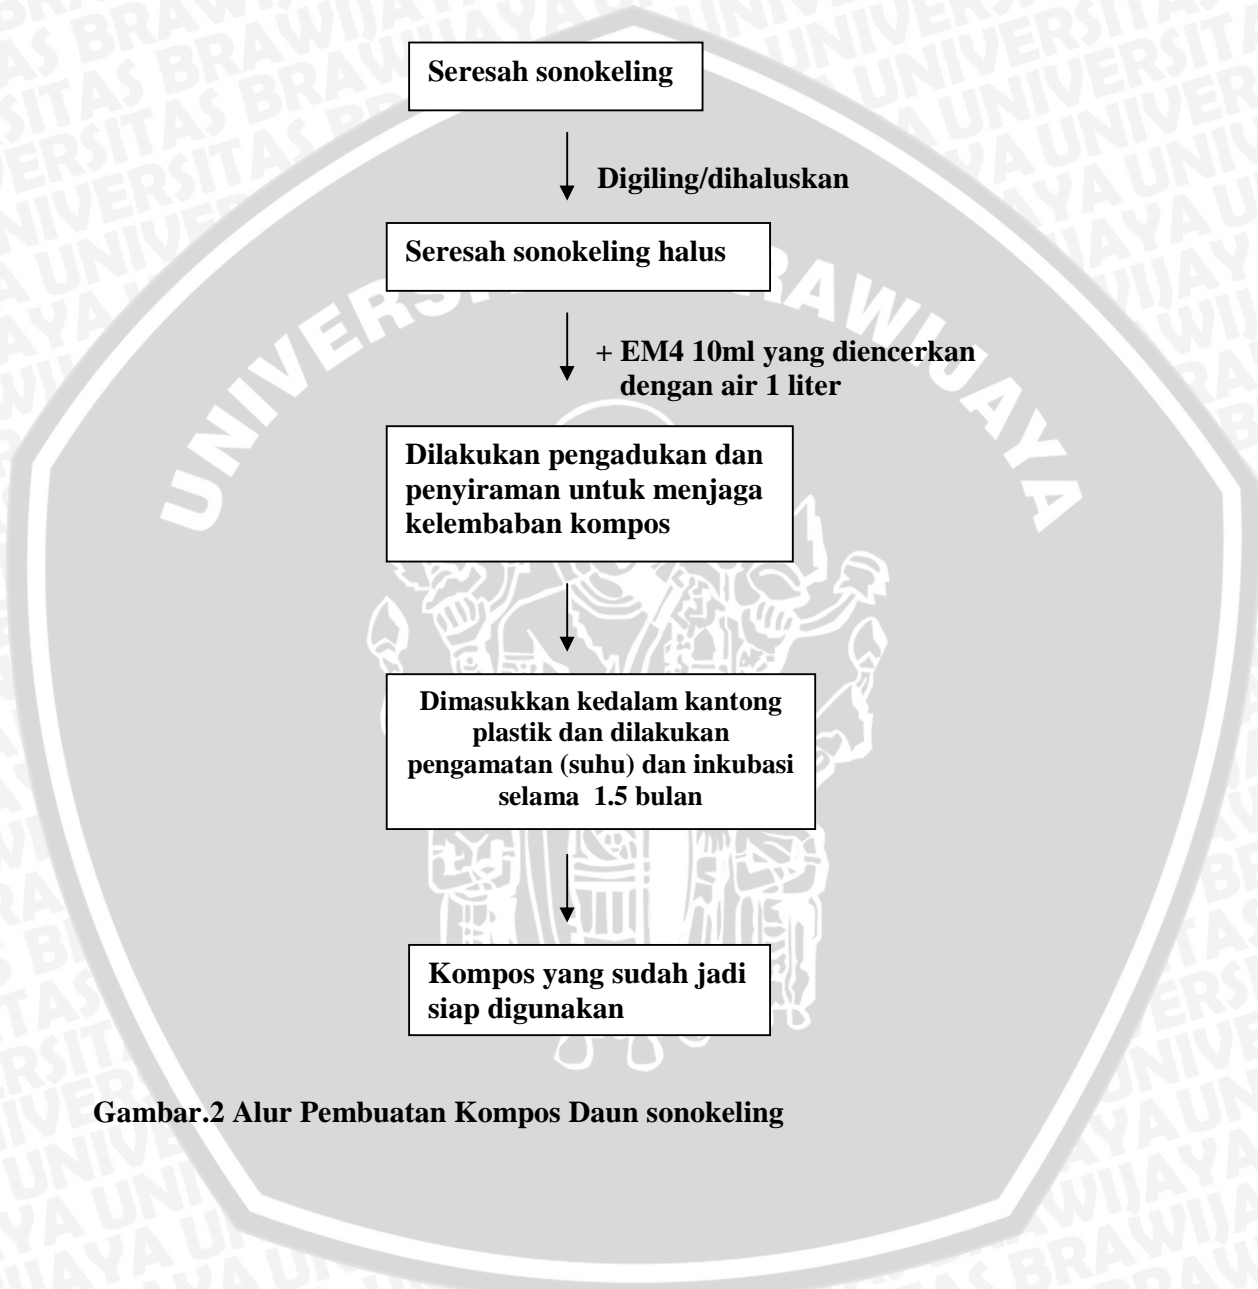 Seresah sonokeling
Digiling/dihaluskan
Seresah sonokeling halus
+ EM4 10ml yang diencerkan
dengan air 1 liter
Dilakukan pengadukan dan
penyiraman untuk menjaga
kelembaban kompos
Dimasukkan kedalam kantong
plastik dan dilakukan
pengamatan (suhu) dan inkubasi
selama 1.5 bulan
Kompos yang sudah jadi
siap digunakan
Gambar.2 Alur Pembuatan Kompos Daun sonokeling